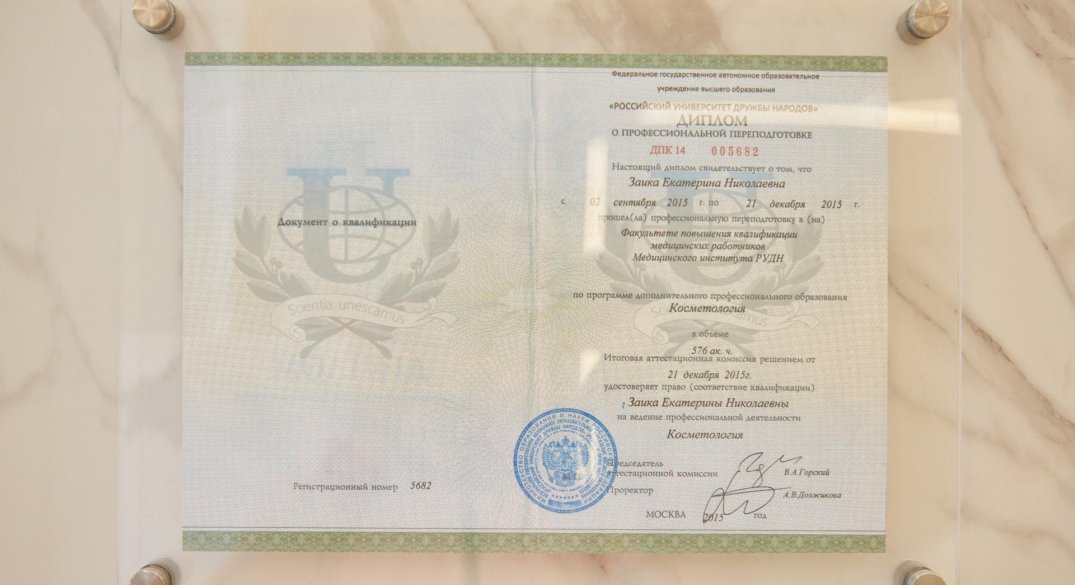 Документ о квалификации
Scientia unescamus
Регистрационный номер 5682
Федеральное государственное автономное образовательное
учреждение высшего образования
«РОССИЙСКИЙ УНИВЕРСИТЕТ ДРУЖБЫ НАРОДОВ»
ДИПЛОМ
О ПРОФЕССИОНАЛЬНОЙ ПЕРЕПОДГОТОВКЕ
ДПК 14 005682
Настоящий диплом свидетельствует о том, что
Заика Екатерина Николаевна
с 02 сентября 2015 г. по 21 декабря 2015 г.
прошел(ла) профессиональную переподготовку в (на)
Факультете повышения квалификации
медицинских работников
Медицинского института РУДН
по программе дополнительного профессионального образования
Косметология
в объеме
576 ак. ч.
Итоговая аттестационная комиссия решением от
21 декабря 2015г.
удостоверяет право (соответствие квалификации)
Заика Екатерины Николаевны
на ведение профессиональной деятельности
Косметология
Председатель
аттестационной комиссии В.А.Горский
Проректор А.В.Должикова
МОСКВА 2015 год